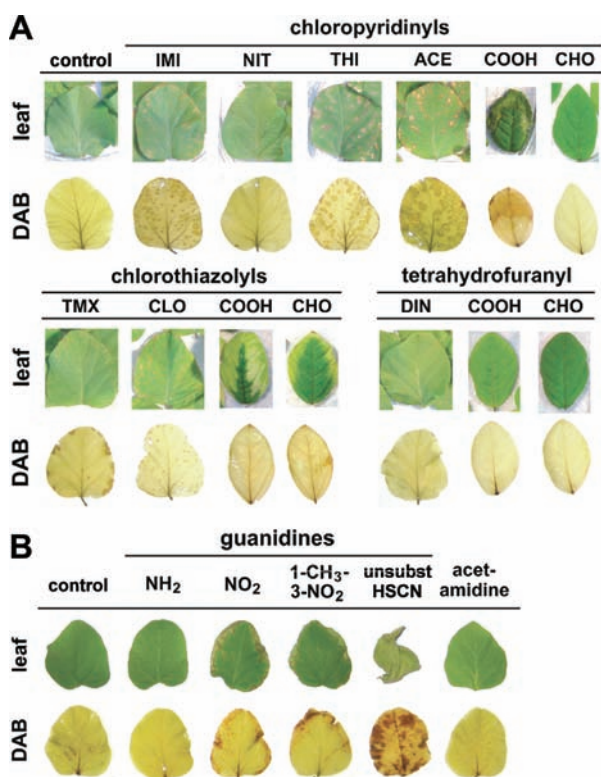 A
chloropyridinyls
control IMI NIT THI ACE COOH CHO
leaf
DAB
chlorothiazolyls tetrahydrofuranyl
TMX CLO COOH CHO DIN COOH CHO
leaf
DAB
B
guanidines
control NH2 NO2 1-CH3-3-NO2 unsubst HSCN acet-amidine
leaf
DAB